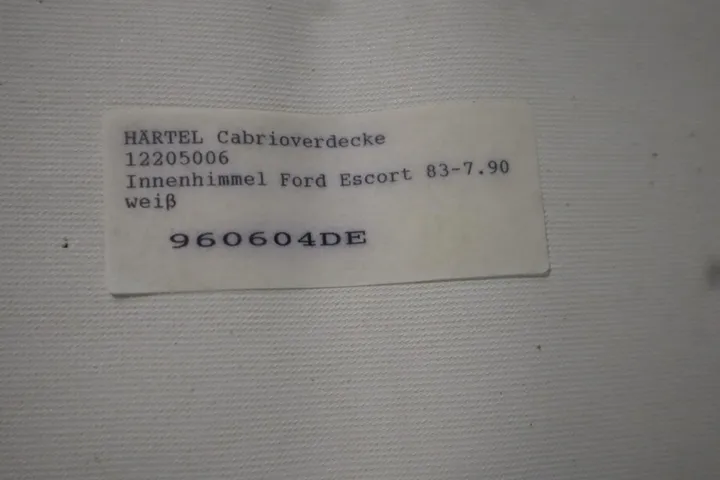 HÄRTEL Cabrioverdecke
12205006
Innenhimmel Ford Escort 83-7.90
weiß
960604DE